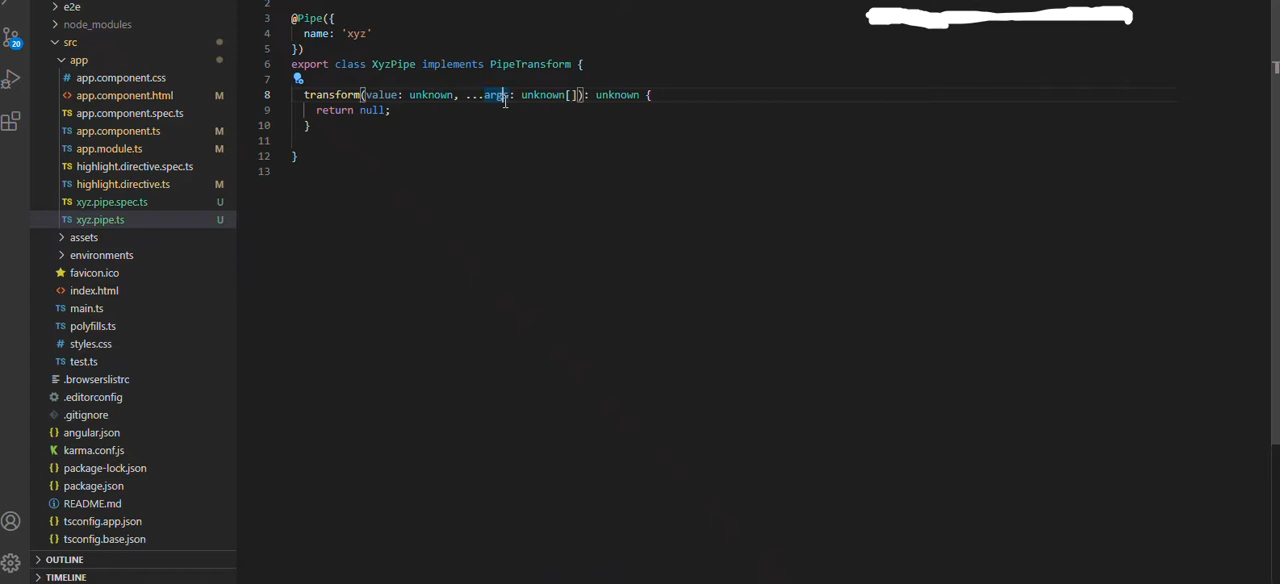 e2e
node_modules
src
app
app.component.css
app.component.html M
app.component.spec.ts
app.component.ts M
app.module.ts M
highlight.directive.spec.ts
highlight.directive.ts M
xyz.pipe.spec.ts U
xyz.pipe.ts U
assets
environments
favicon.ico
index.html
main.ts
polyfills.ts
styles.css
test.ts
.browserslistrc
.editorconfig
.gitignore
angular.json
karma.conf.js
package-lock.json
package.json
README.md
tsconfig.app.json
tsconfig.base.json
OUTLINE
TIMELINE
20
2
3 @Pipe({
4 name: 'xyz'
5 })
6 export class XyzPipe implements PipeTransform {
7
8 transform(value: unknown, ...args: unknown[]): unknown {
9 return null;
10 }
11
12 }
13